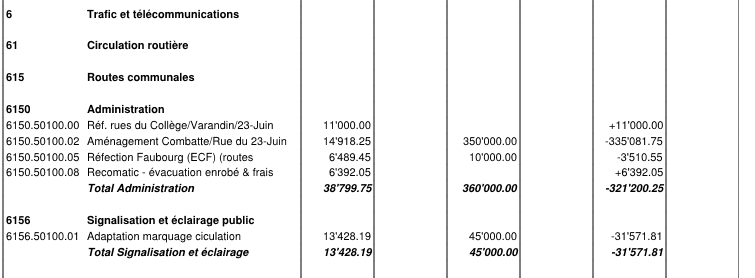 6 Trafic et télécommunications
61 Circulation routière
615 Routes communales
6150 Administration
6150.50100.00 Réf. rues du Collège/Varandin/23-Juin 11'000.00 +11'000.00
6150.50100.02 Aménagement Combatte/Rue du 23-Juin 14'918.25 350'000.00 -335'081.75
6150.50100.05 Réfection Faubourg (ECF) (routes 6'489.45 10'000.00 -3'510.55
6150.50100.08 Recomatic - évacuation enrobé & frais 6'392.05 +6'392.05
Total Administration 38'799.75 360'000.00 -321'200.25
6156 Signalisation et éclairage public
6156.50100.01 Adaptation marquage ciculation 13'428.19 45'000.00 -31'571.81
Total Signalisation et éclairage 13'428.19 45'000.00 -31'571.81